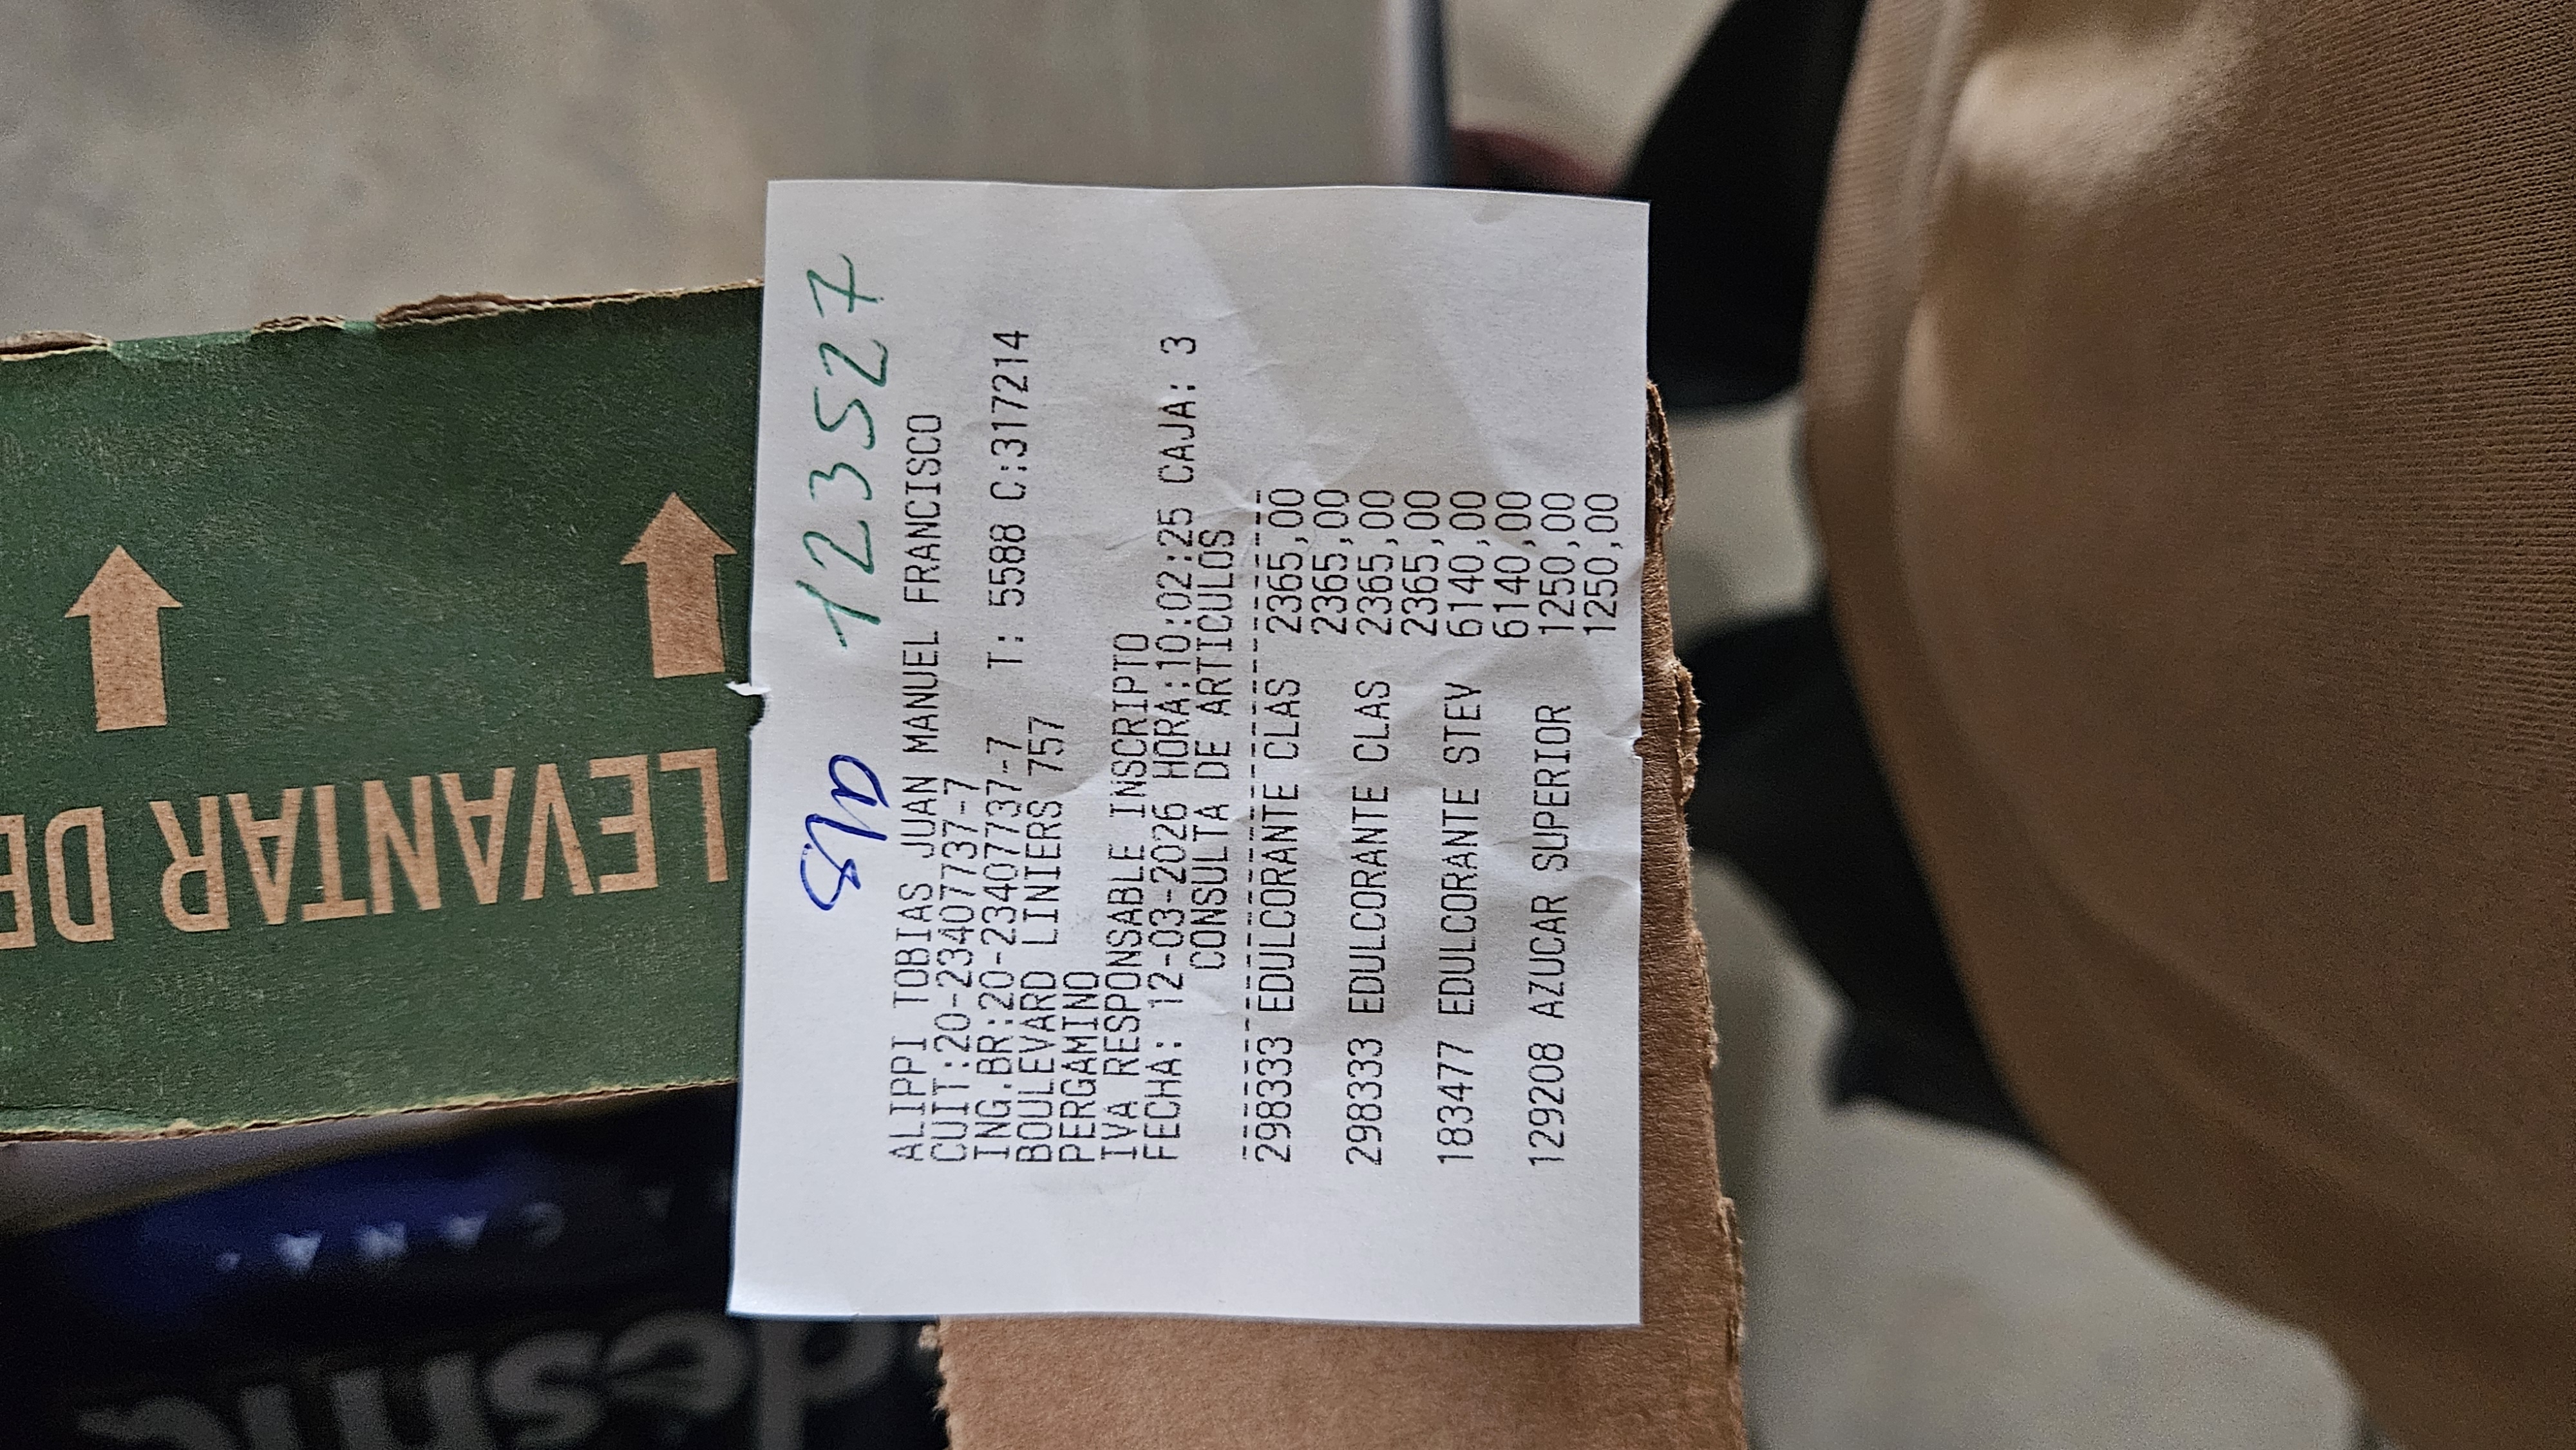 S/D 123527
ALIPPI TOBIAS JUAN MANUEL FRANCISCO
CUIT:20-23407737-7
ING.BR:20-23407737-7 T: 5588 C:317214
BOULEVARD LINIERS 757
PERGAMINO
IVA RESPONSABLE INSCRIPTO
FECHA: 12-03-2026 HORA:10:02:25 CAJA: 3
CONSULTA DE ARTICULOS
298333 EDULCORANTE CLAS 2365,00
2365,00
298333 EDULCORANTE CLAS 2365,00
2365,00
183477 EDULCORANTE STEV 6140,00
6140,00
129208 AZUCAR SUPERIOR 1250,00
1250,00
LEVANTAR DE